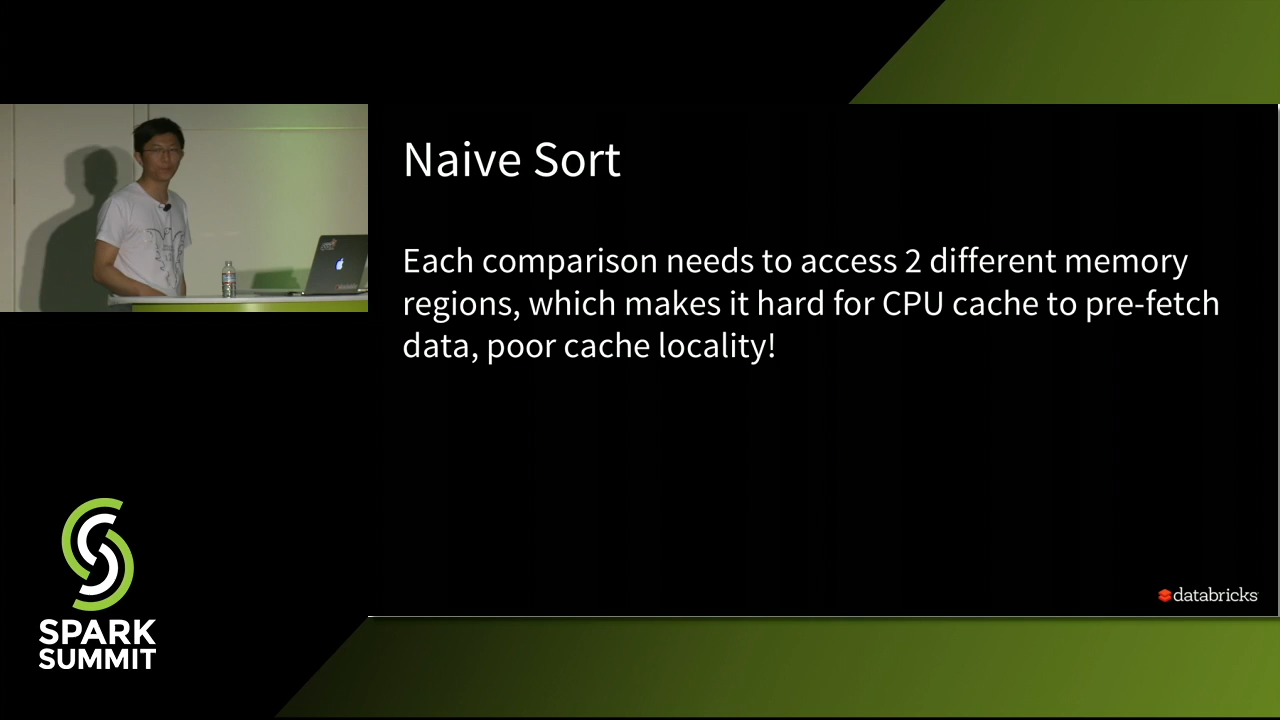 Naive Sort
Each comparison needs to access 2 different memory
regions, which makes it hard for CPU cache to pre-fetch
data, poor cache locality!
databricks
SPARK
SUMMIT